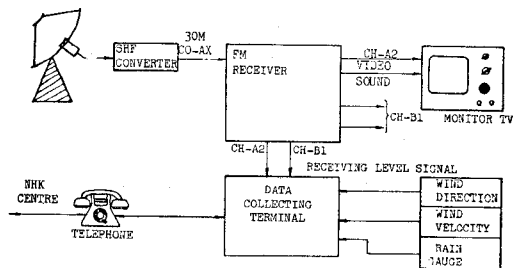 SHF
CONVERTER
30M
CO-AX
FM
RECEIVER
CH-A2
VIDEO
SOUND
CH-B1
MONITOR TV
CH-A2
CH-B1
RECEIVING LEVEL SIGNAL
NHK
CENTRE
TELEPHONE
DATA
COLLECTING
TERMINAL
WIND
DIRECTION
WIND
VELOCITY
RAIN
GAUGE